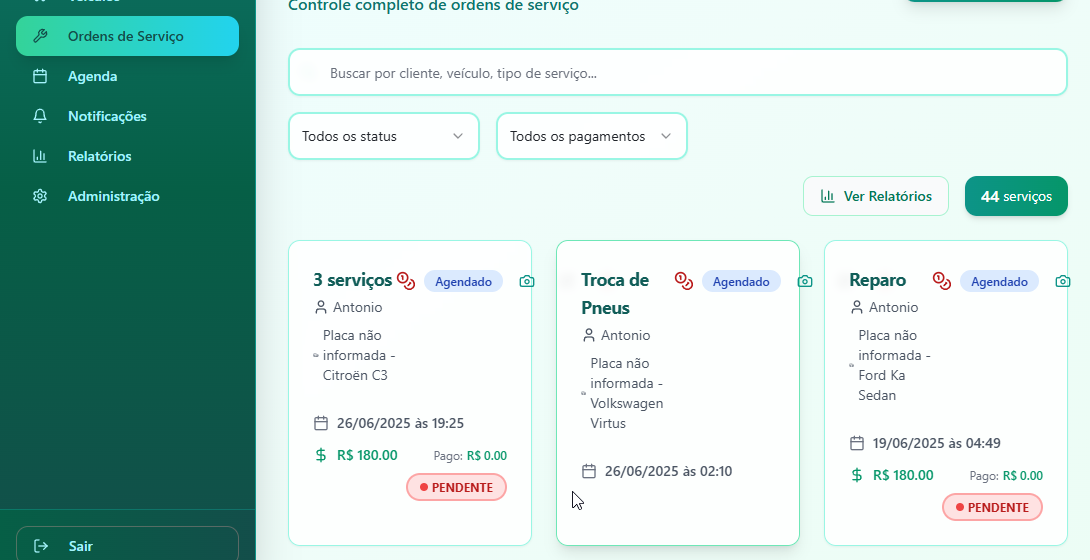 Controle completo de ordens de serviço
Ordens de Serviço
Agenda
Notificações
Relatórios
Administração
Sair
Buscar por cliente, veículo, tipo de serviço...
Todos os status
Todos os pagamentos
Ver Relatórios
44 serviços
3 serviços
Agendado
Antonio
Placa não
informada -
Citroën C3
26/06/2025 às 19:25
R$ 180.00
Pago: R$ 0.00
PENDENTE
Troca de
Pneus
Agendado
Antonio
Placa não
informada -
Volkswagen
Virtus
26/06/2025 às 02:10
Reparo
Agendado
Antonio
Placa não
informada -
Ford Ka
Sedan
19/06/2025 às 04:49
R$ 180.00
Pago: R$ 0.00
PENDENTE